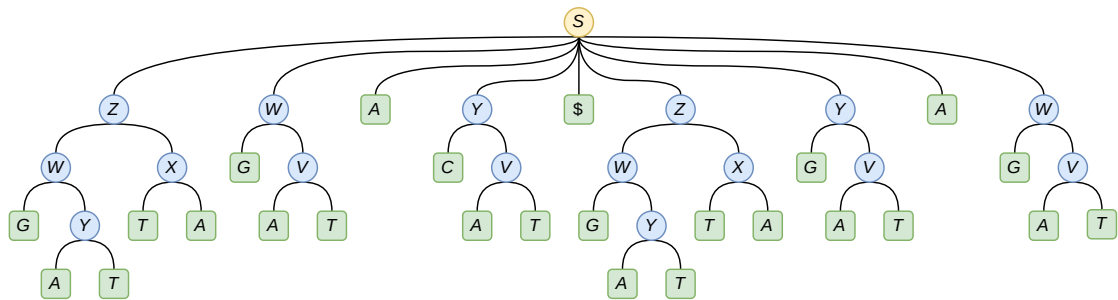 S
Z W A Y $ Z Y A W
W X G V C V W X G V G V
G Y T A A T A T G Y T A A T A T
A T A T